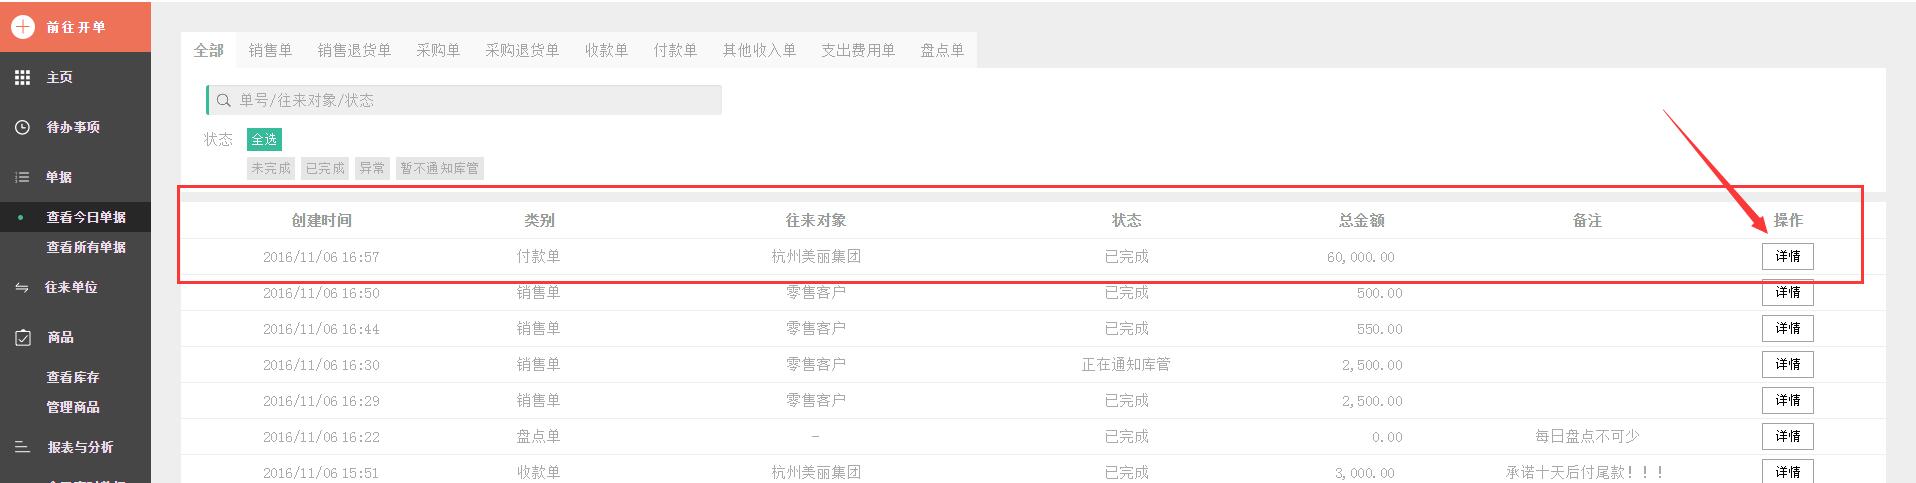 前往开单
主页
待办事项
单据
查看今日单据
查看所有单据
往来单位
商品
查看库存
管理商品
报表与分析
全部 销售单 销售退货单 采购单 采购退货单 收款单 付款单 其他收入单 支出费用单 盘点单
单号/往来对象/状态
状态 全选
未完成 已完成 异常 暂不通知库管
创建时间 类别 往来对象 状态 总金额 备注 操作
2016/11/06 16:57 付款单 杭州美丽集团 已完成 60,000.00 详情
2016/11/06 16:50 销售单 零售客户 已完成 500.00 详情
2016/11/06 16:44 销售单 零售客户 已完成 550.00 详情
2016/11/06 16:30 销售单 零售客户 正在通知库管 2,500.00 详情
2016/11/06 16:29 销售单 零售客户 已完成 2,500.00 详情
2016/11/06 16:22 盘点单 - 已完成 0.00 每日盘点不可少 详情
2016/11/06 15:51 收款单 杭州美丽集团 已完成 3,000.00 承诺十天后付尾款！！！ 详情